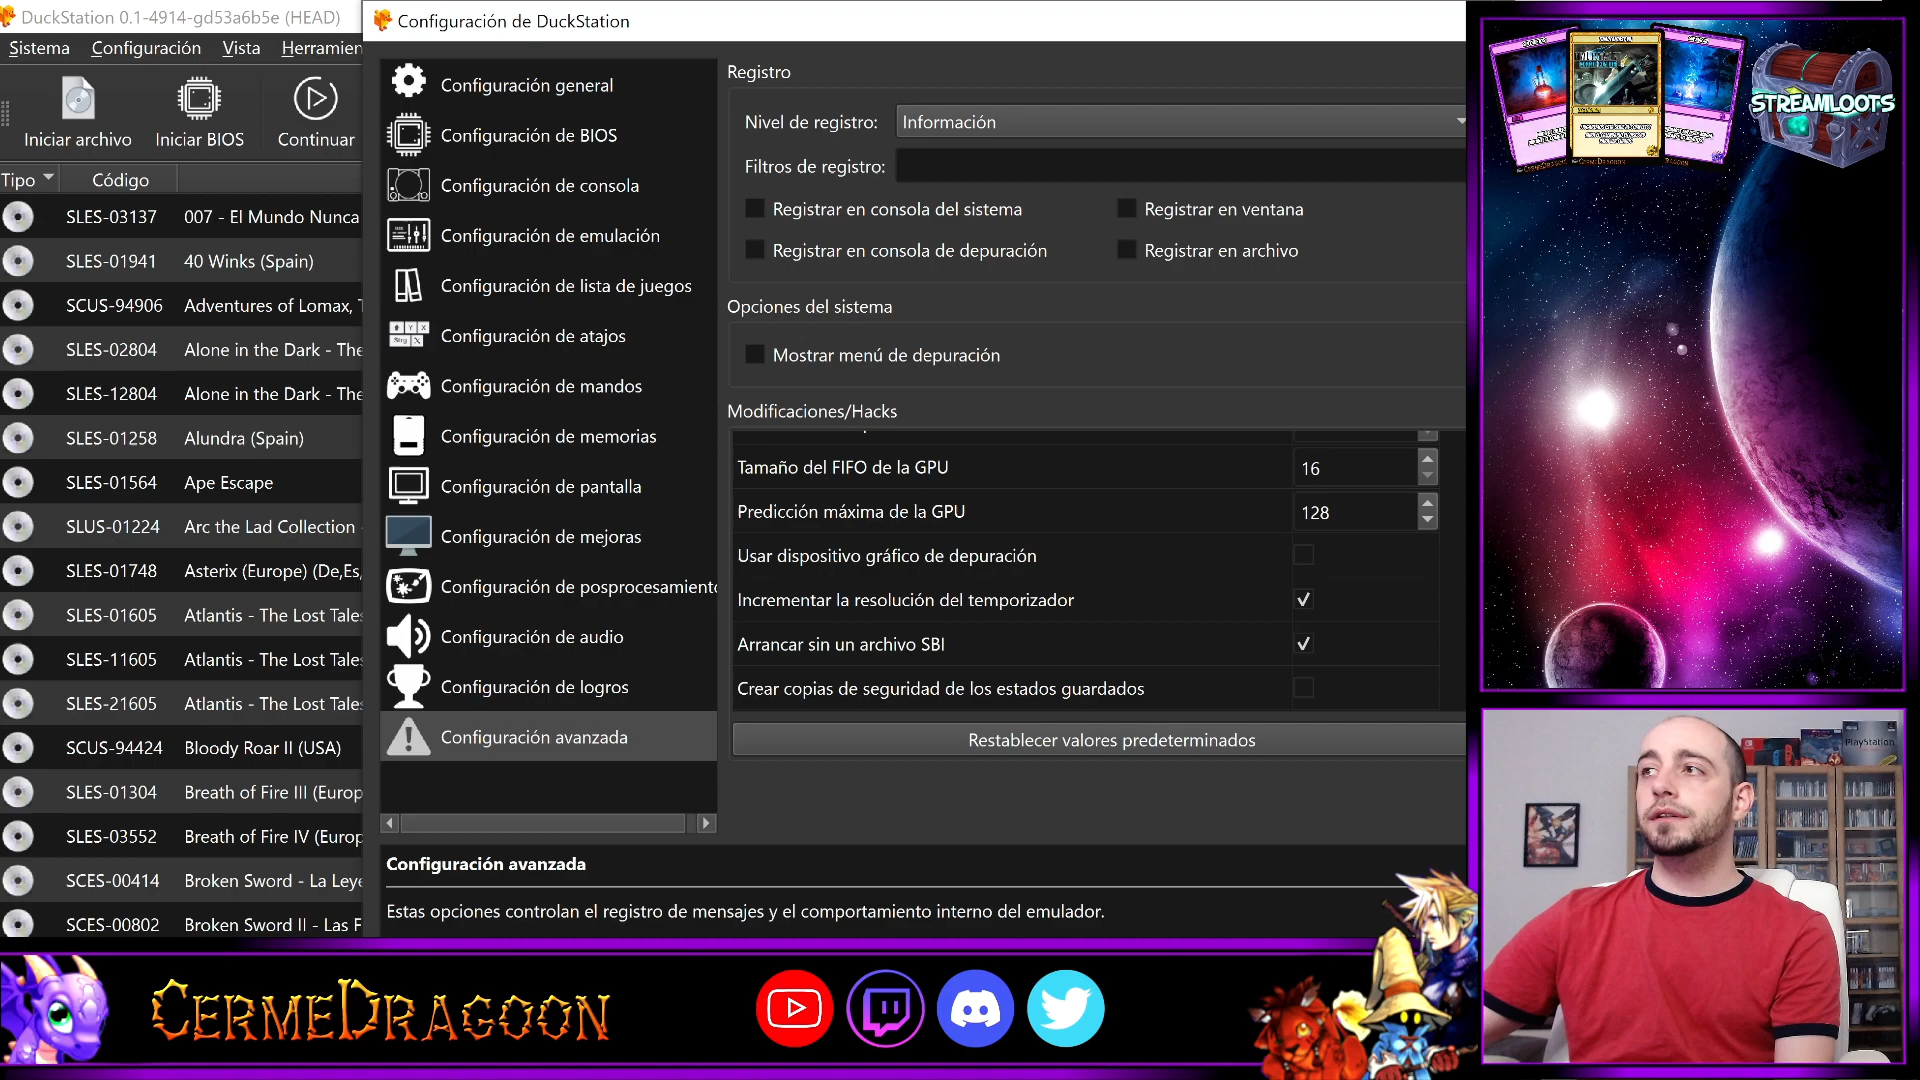 DuckStation 0.1-4914-gd53a6b5e (HEAD)
Sistema Configuración Vista Herramien
Iniciar archivo Iniciar BIOS Continuar
Tipo Código
SLES-03137 007 - El Mundo Nunca
SLES-01941 40 Winks (Spain)
SCUS-94906 Adventures of Lomax, T
SLES-02804 Alone in the Dark - The
SLES-12804 Alone in the Dark - The
SLES-01258 Alundra (Spain)
SLES-01564 Ape Escape
SLUS-01224 Arc the Lad Collection -
SLES-01748 Asterix (Europe) (De,Es,
SLES-01605 Atlantis - The Lost Tales
SLES-11605 Atlantis - The Lost Tales
SLES-21605 Atlantis - The Lost Tales
SCUS-94424 Bloody Roar II (USA)
SLES-01304 Breath of Fire III (Europ
SLES-03552 Breath of Fire IV (Europ
SCES-00414 Broken Sword - La Leye
SCES-00802 Broken Sword II - Las F
Configuración de DuckStation
Configuración general
Configuración de BIOS
Configuración de consola
Configuración de emulación
Configuración de lista de juegos
Configuración de atajos
Configuración de mandos
Configuración de memorias
Configuración de pantalla
Configuración de mejoras
Configuración de posprocesamiento
Configuración de audio
Configuración de logros
Configuración avanzada
Registro
Nivel de registro: Información
Filtros de registro:
Registrar en consola del sistema Registrar en ventana
Registrar en consola de depuración Registrar en archivo
Opciones del sistema
Mostrar menú de depuración
Modificaciones/Hacks
Tamaño del FIFO de la GPU 16
Predicción máxima de la GPU 128
Usar dispositivo gráfico de depuración
Incrementar la resolución del temporizador
Arrancar sin un archivo SBI
Crear copias de seguridad de los estados guardados
Restablecer valores predeterminados
Configuración avanzada
Estas opciones controlan el registro de mensajes y el comportamiento interno del emulador.
STREAMLOOTS
PlayStation
CERMEDRAGOON